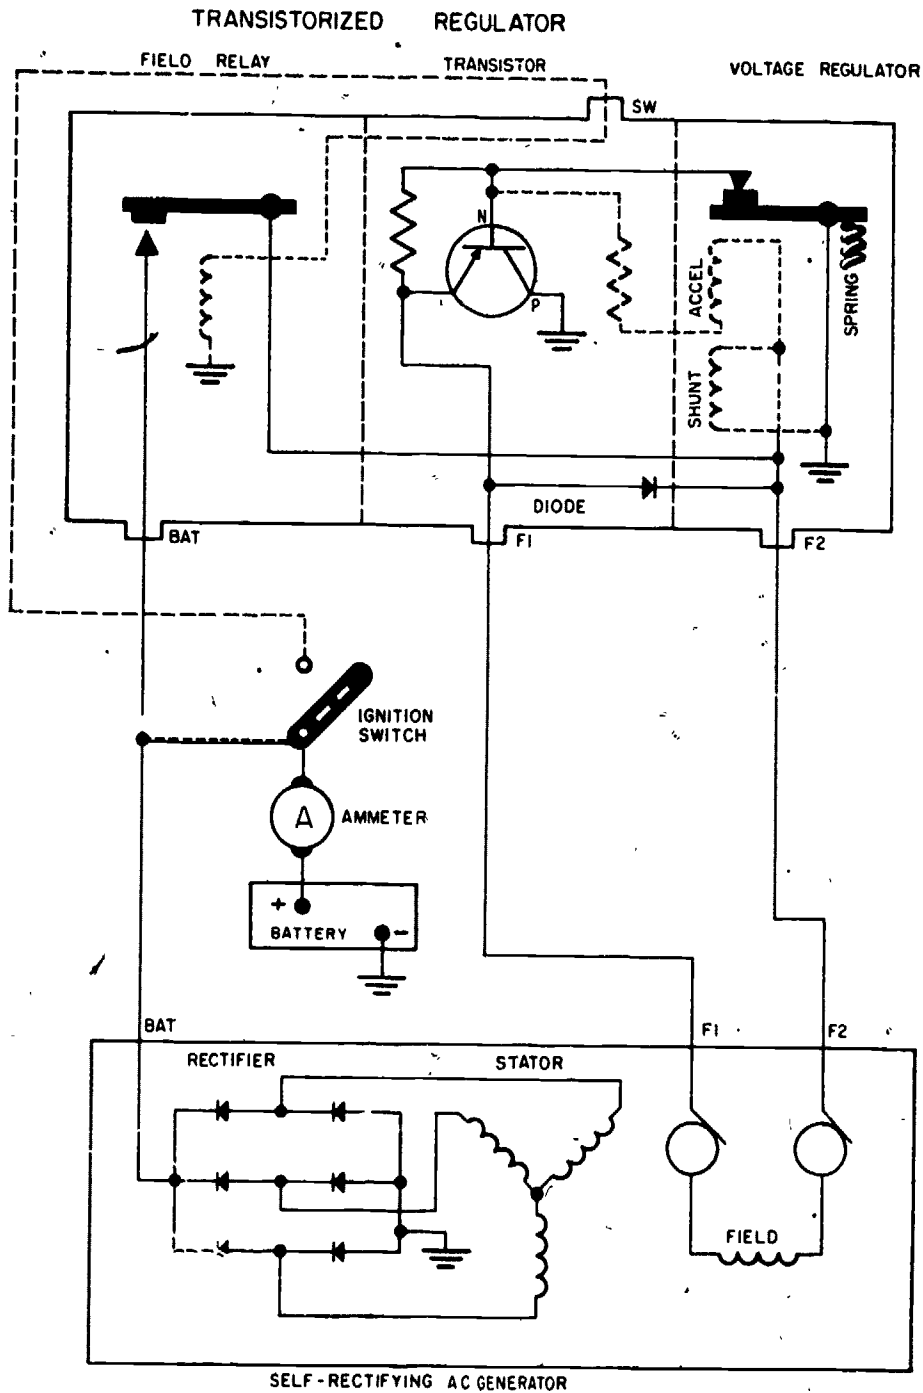 TRANSISTORIZED REGULATOR
FIELD RELAY
TRANSISTOR
VOLTAGE REGULATOR
SW
N
P
ACCEL
SPRING
SHUNT
DIODE
BAT
F1
F2
IGNITION
SWITCH
A
AMMETER
+
BATTERY
-
BAT
F1
F2
RECTIFIER
STATOR
FIELD
SELF-RECTIFYING AC GENERATOR